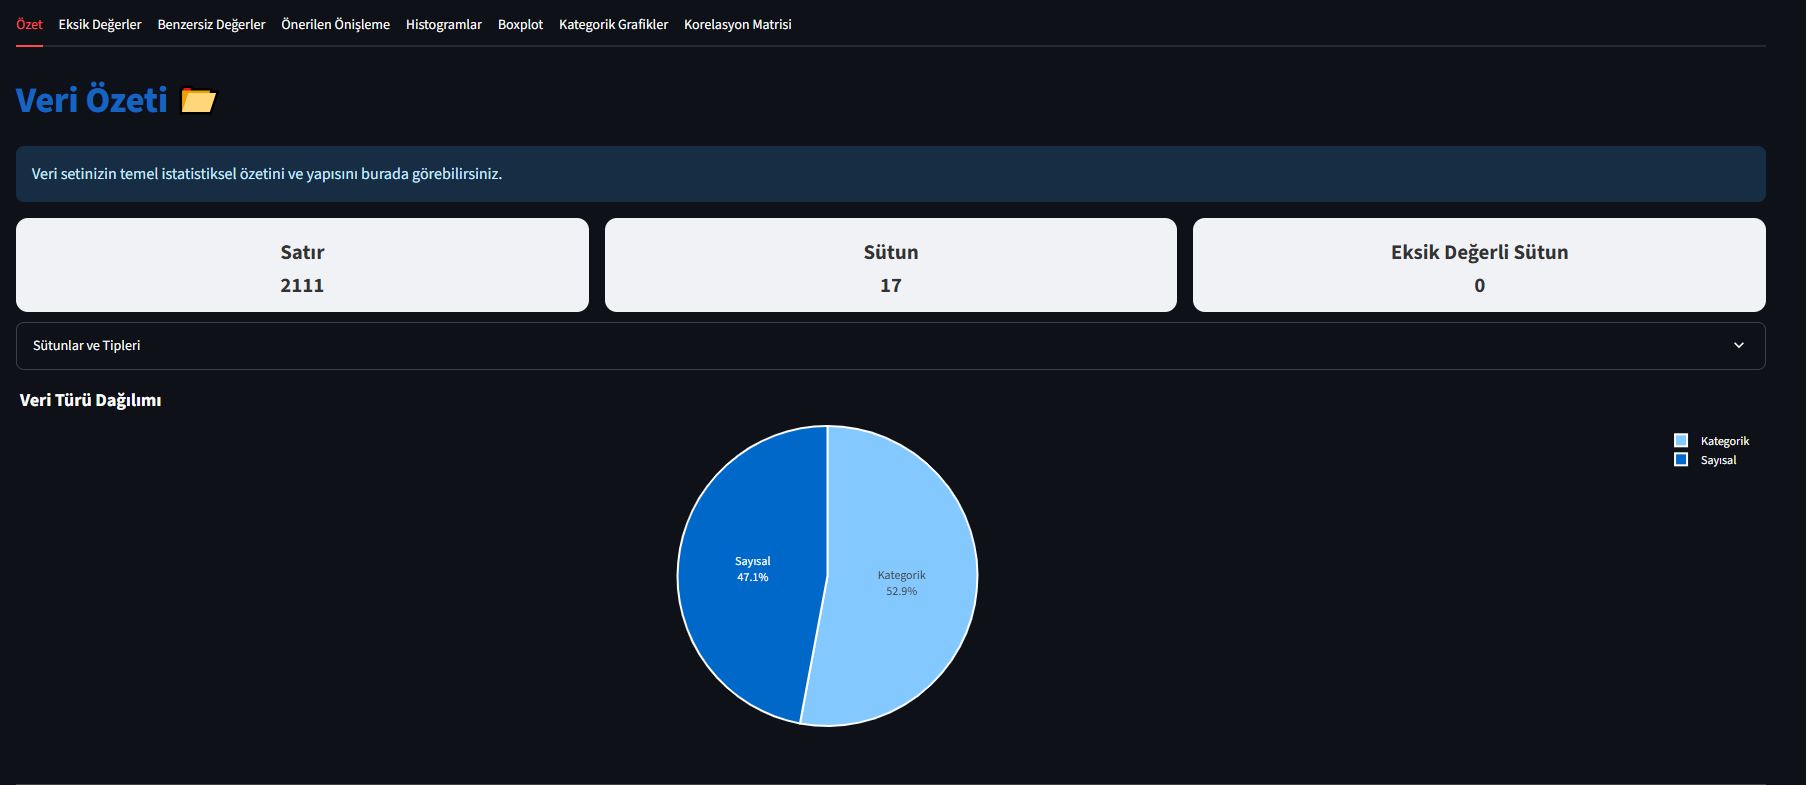 Özet Eksik Değerler Benzersiz Değerler Önerilen Önişleme Histogramlar Boxplot Kategorik Grafikler Korelasyon Matrisi
Veri Özeti
Veri setinizin temel istatistiksel özetini ve yapısını burada görebilirsiniz.
Satır
2111
Sütun
17
Eksik Değerli Sütun
0
Sütunlar ve Tipleri
Veri Türü Dağılımı
Kategorik
Sayısal
Sayısal
47.1%
Kategorik
52.9%